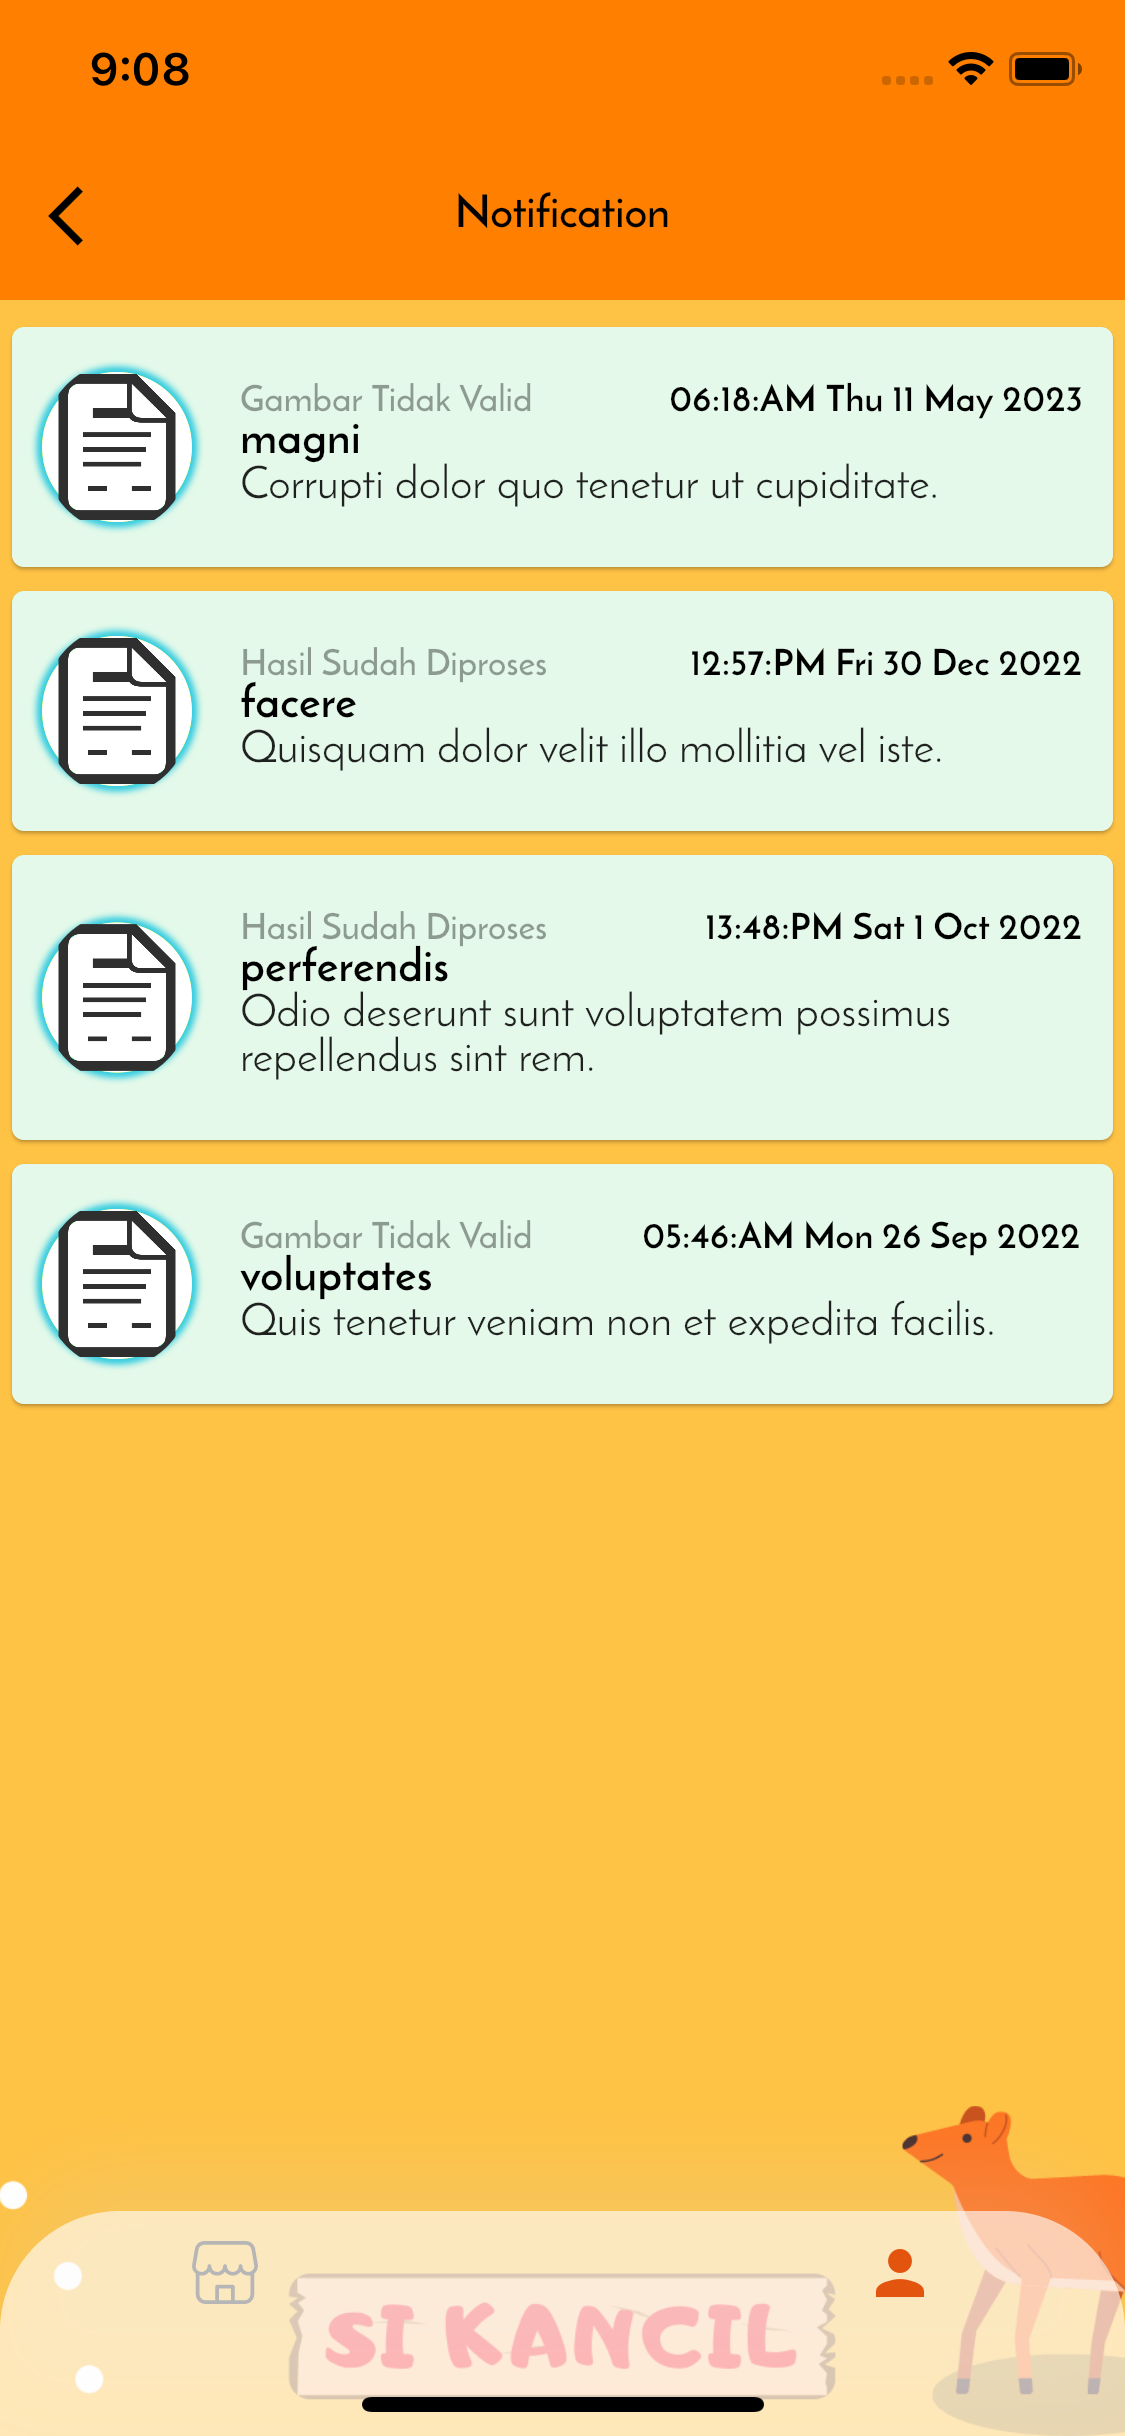 9:08
Notification
Gambar Tidak Valid 06:18:AM Thu 11 May 2023
magni
Corrupti dolor quo tenetur ut cupiditate.
Hasil Sudah Diproses 12:57:PM Fri 30 Dec 2022
facere
Quisquam dolor velit illo mollitia vel iste.
Hasil Sudah Diproses 13:48:PM Sat 1 Oct 2022
perferendis
Odio deserunt sunt voluptatem possimus
repellendus sint rem.
Gambar Tidak Valid 05:46:AM Mon 26 Sep 2022
voluptates
Quis tenetur veniam non et expedita facilis.
SI KANCIL